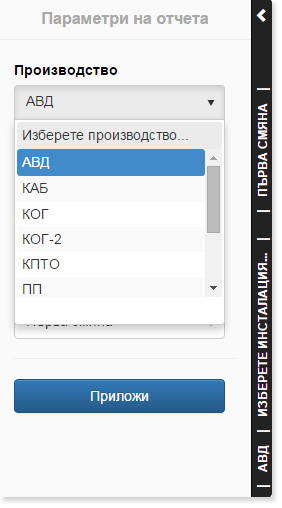 Параметри на отчета
Производство
АВД
Изберете производство...
АВД
КАБ
КОГ
КОГ-2
КПТО
ПП
Приложи
| АВД | ИЗБЕРЕТЕ ИНСТАЛАЦИЯ... | ПЪРВА СМЯНА |